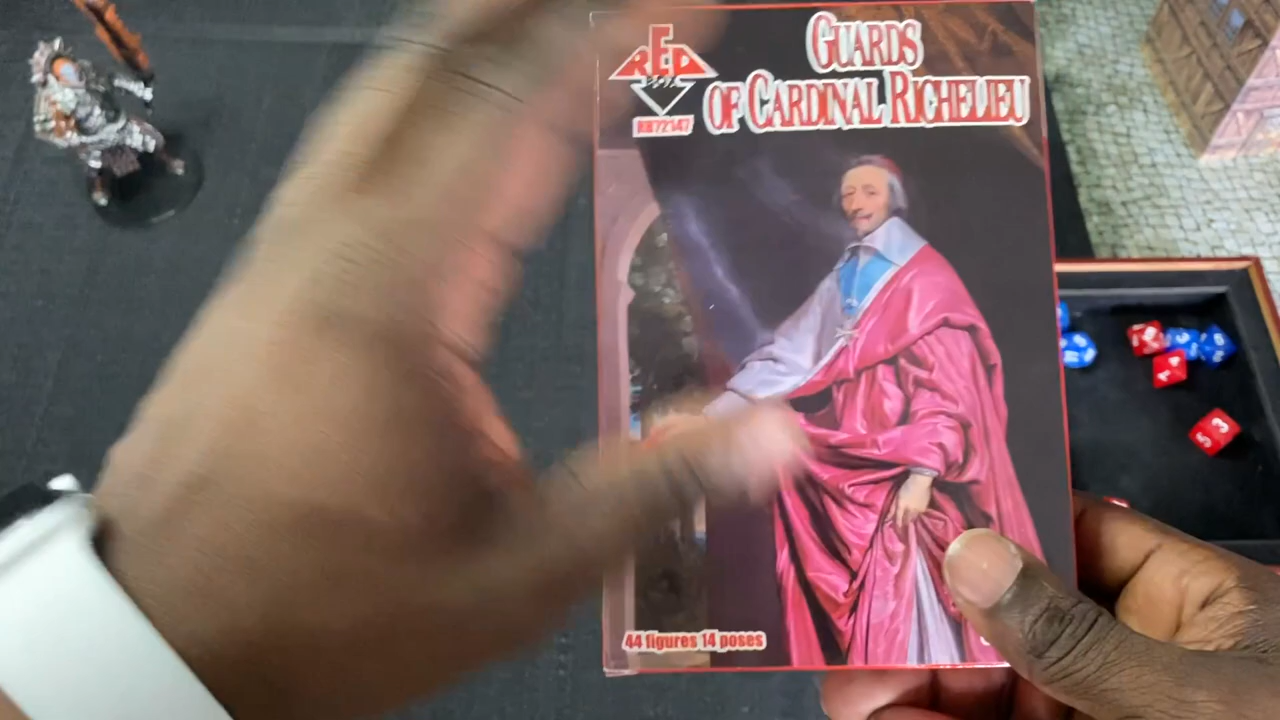 RED
BOX
RB72147
GUARDS
OF CARDINAL RICHELIEU
44 figures 14 poses